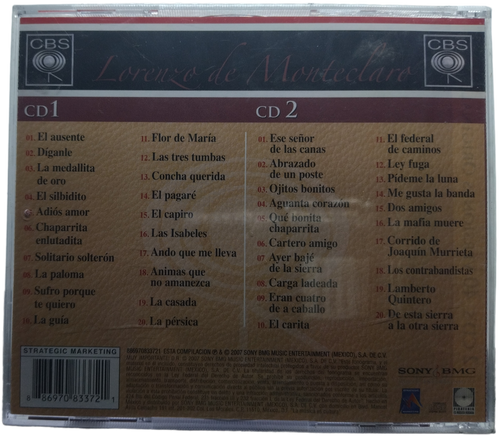 CBS
Lorenzo de Monteclaro
CBS
CD 1
01. El ausente
02. Díganle
03. La medallita
de oro
04. El silbidito
05. Adiós amor
06. Chaparrita
enlutadita
07. Solitario solterón
08. La paloma
09. Sufro porque
te quiero
10. La guía
11. Flor de María
12. Las tres tumbas
13. Concha querida
14. El pagaré
15. El capiro
16. Las Isabeles
17. Ando que me lleva
18. Animas que
no amanezca
19. La casada
20. La pérsica
CD 2
01. Ese señor
de las canas
02. Abrazado
de un poste
03. Ojitos bonitos
04. Aguanta corazón
05. Qué bonita
chaparrita
06. Cartero amigo
07. Ayer bajé
de la sierra
08. Carga ladeada
09. Eran cuatro
de a caballo
10. El carita
11. El federal
de caminos
12. Ley fuga
13. Pídeme la luna
14. Me gusta la banda
15. Dos amigos
16. La mafia muere
17. Corrido de
Joaquín Murrieta
18. Los contrabandistas
19. Lamberto
Quintero
20. De esta sierra
a la otra sierra
STRATEGIC MARKETING
8 86970 83372 1
SONY BMG